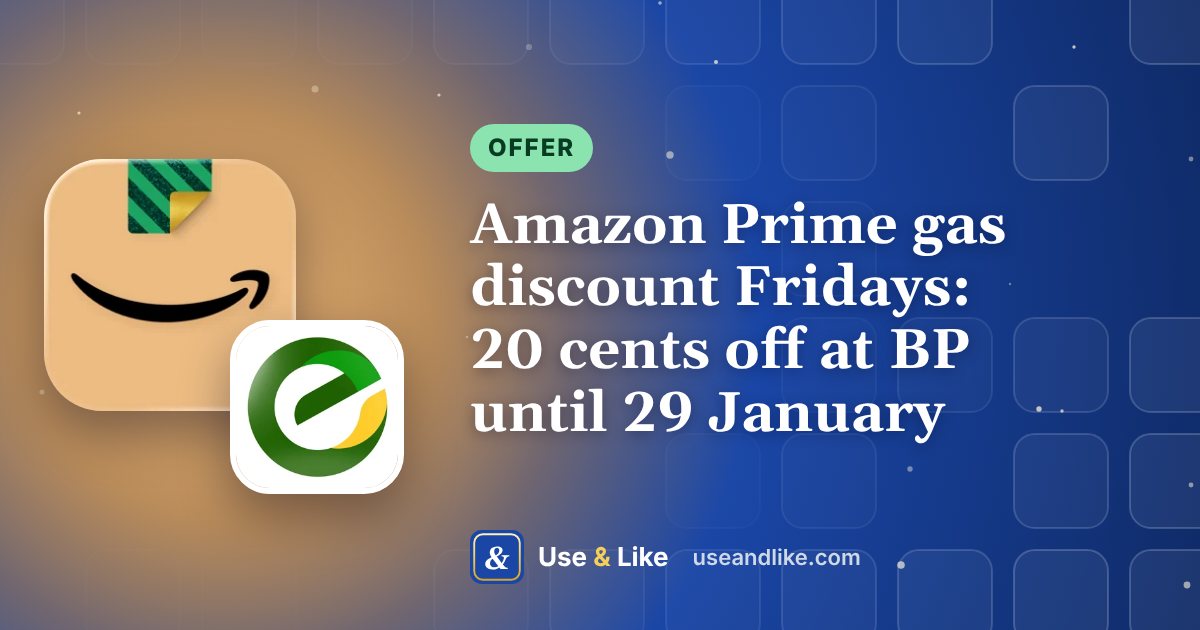 OFFER
Amazon Prime gas
discount Fridays:
20 cents off at BP
until 29 January
& Use & Like useandlike.com